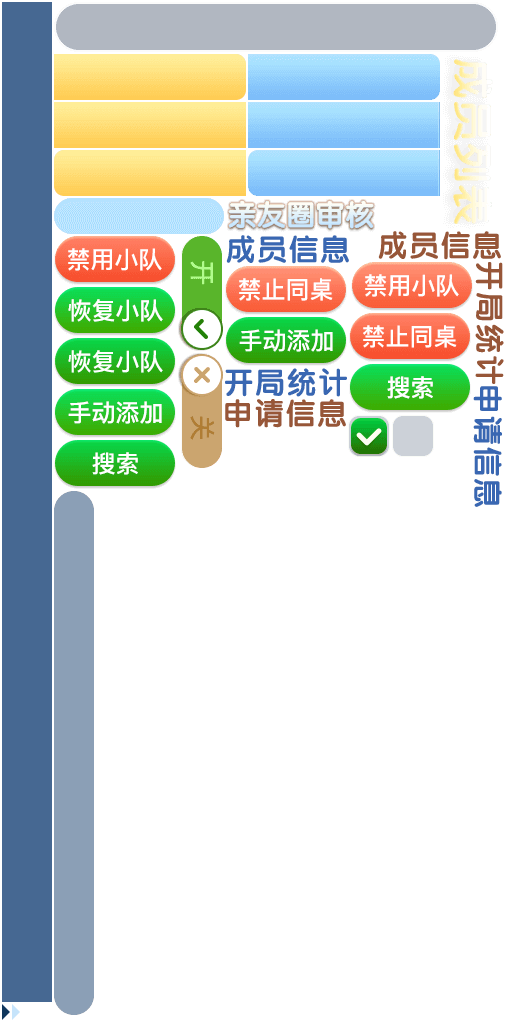 成员列表
亲友圈审核
成员信息
成员信息
禁用小队
开
禁止同桌
禁用小队
开局统计
恢复小队
手动添加
禁止同桌
恢复小队
开局统计
搜索
申请信息
手动添加
关
申请信息
搜索